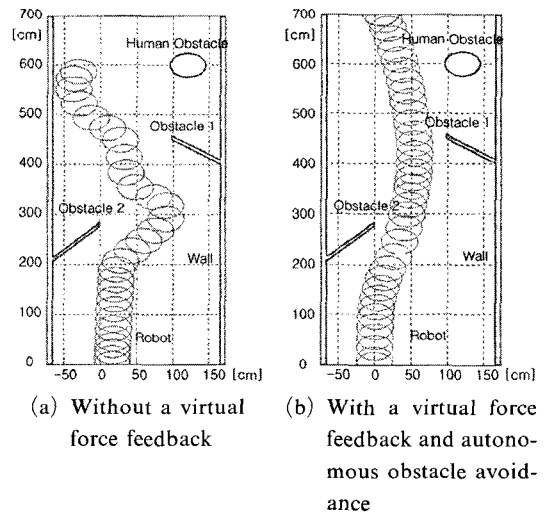 700
[cm]
600
500
400
300
200
100
0
-50 0 50 100 150 [cm]
Human Obstacle
Obstacle 1
Obstacle 2
Wall
Robot
(a) Without a virtual
force feedback
700
[cm]
600
500
400
300
200
100
0
-50 0 50 100 150 [cm]
Human Obstacle
Obstacle 1
Obstacle 2
Wall
Robot
(b) With a virtual force
feedback and autono-
mous obstacle avoid-
ance